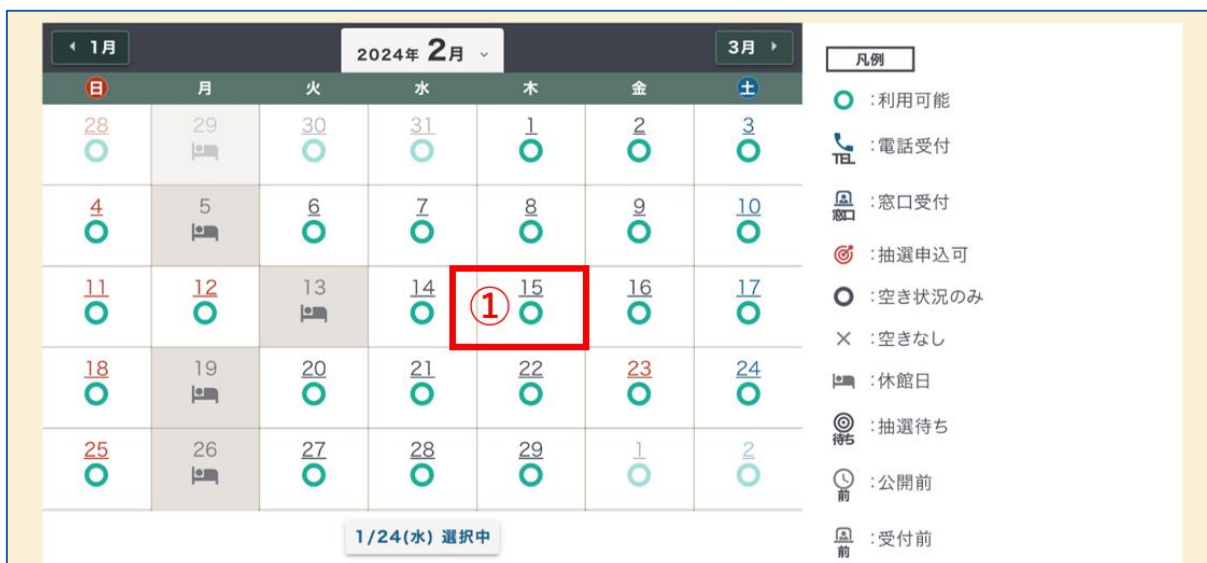 1月
2024年 2月
3月
日 月 火 水 木 金 土
28 29 30 31 1 2 3
4 5 6 7 8 9 10
11 12 13 14 ① 15 16 17
18 19 20 21 22 23 24
25 26 27 28 29 1 2
1/24(水) 選択中
凡例
:利用可能
TEL :電話受付
窓口 :窓口受付
:抽選申込可
:空き状況のみ
:空きなし
:休館日
待ち :抽選待ち
前 :公開前
前 :受付前